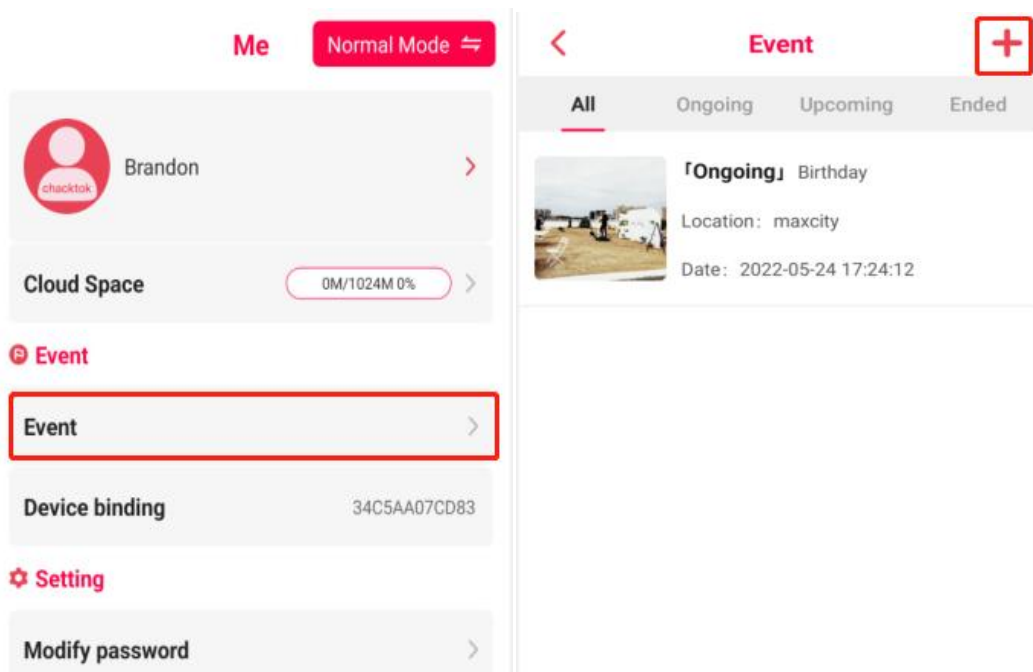 Me
Normal Mode
chacktok
Brandon
Cloud Space
0M/1024M 0%
Event
Event
Device binding
34C5AA07CD83
Setting
Modify password
Event
All Ongoing Upcoming Ended
「Ongoing」 Birthday
Location: maxcity
Date: 2022-05-24 17:24:12